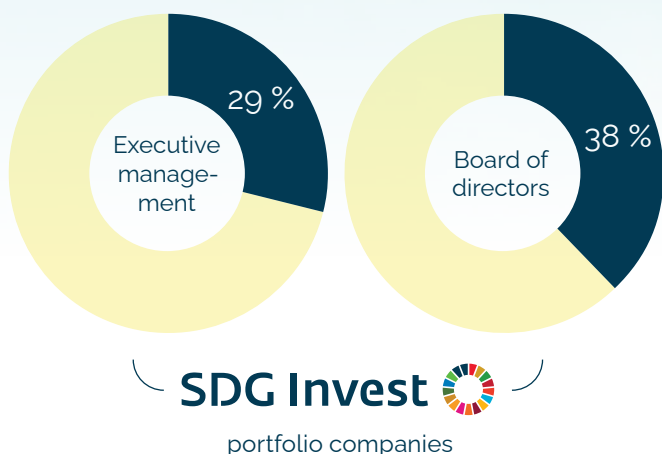 29 %
Executive
manage-
ment
38 %
Board of
directors
SDG Invest
portfolio companies